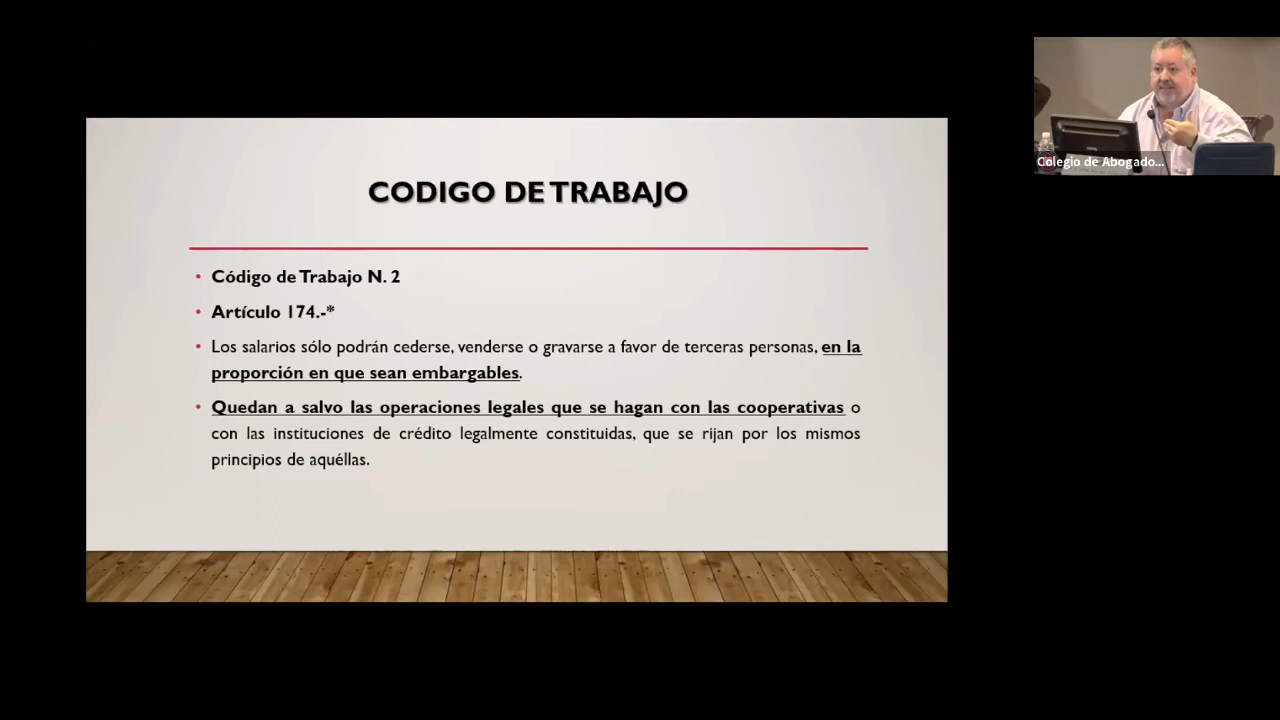 CODIGO DE TRABAJO
Código de Trabajo N. 2
Artículo 174.-*
Los salarios sólo podrán cederse, venderse o gravarse a favor de terceras personas, en la
proporción en que sean embargables.
Quedan a salvo las operaciones legales que se hagan con las cooperativas o
con las instituciones de crédito legalmente constituidas, que se rijan por los mismos
principios de aquéllas.
Colegio de Abogado...